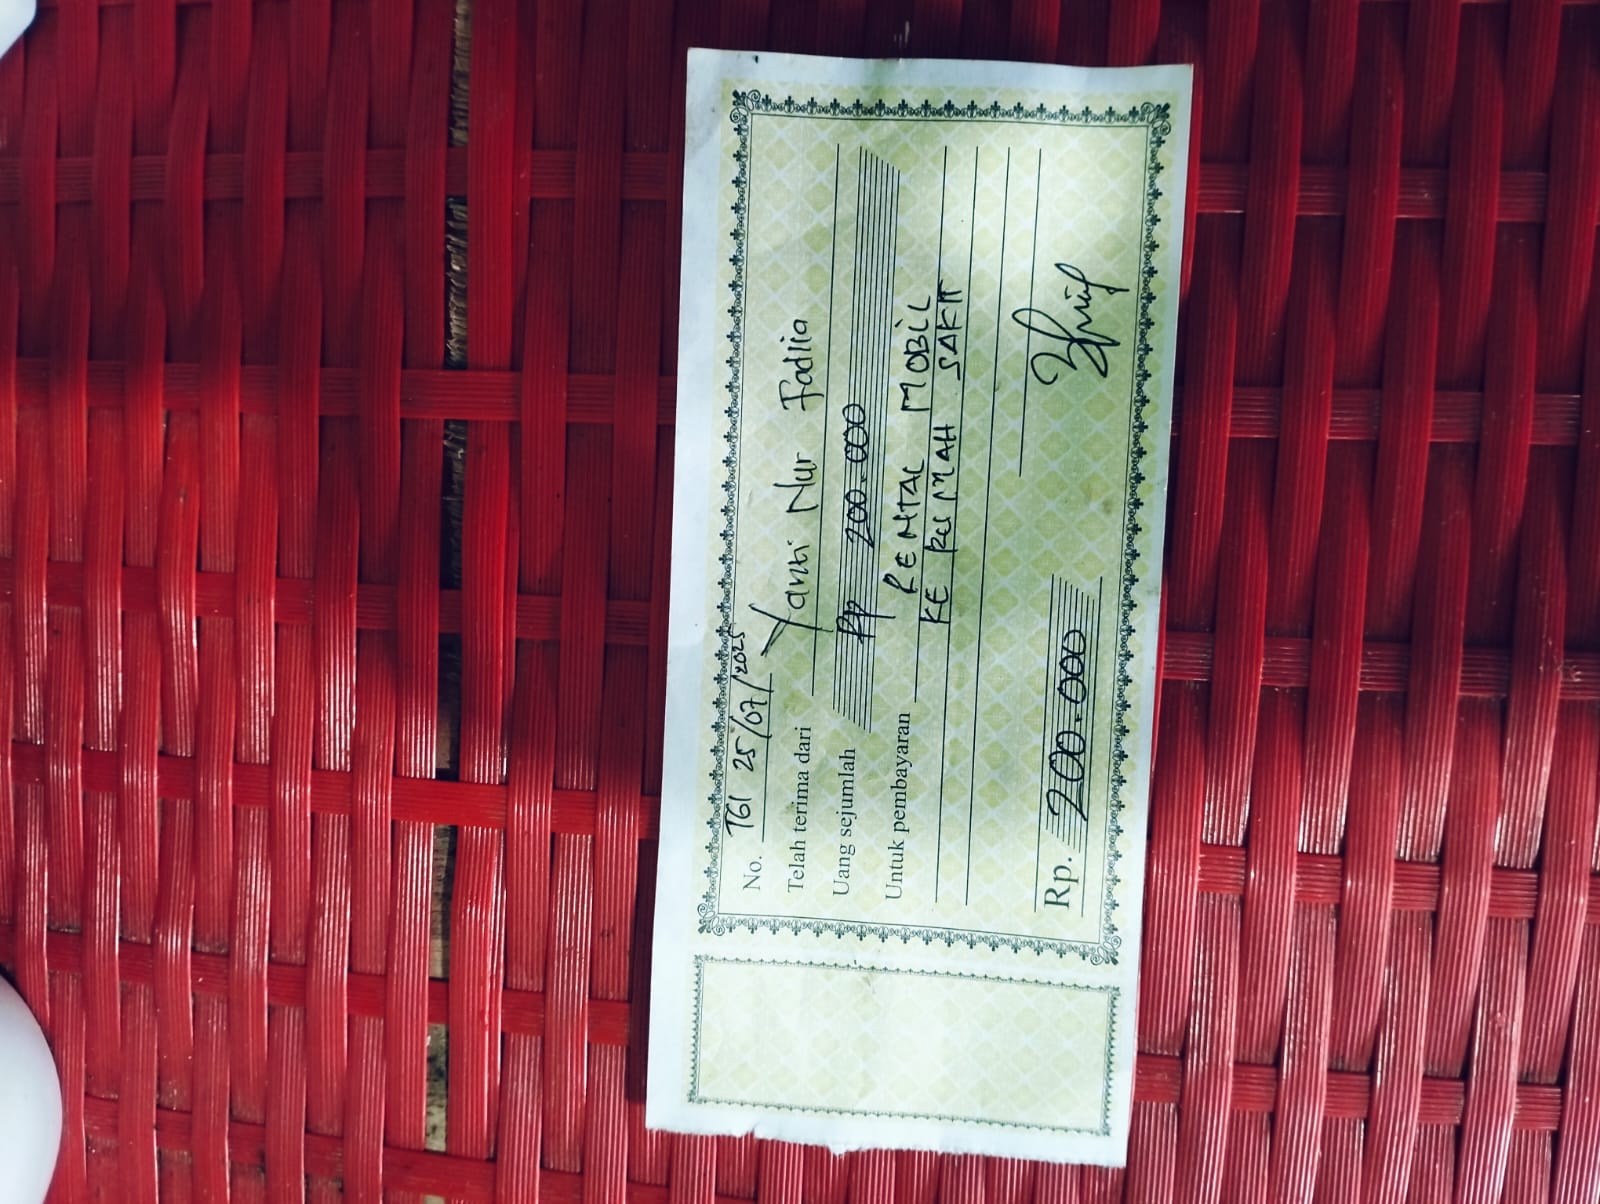 No. Tgl 25/07/2025
Telah terima dari Yanti Nur Fadlia
Uang sejumlah Rp 200.000
Untuk pembayaran RENTAL MOBIL
KE RUMAH SAKIT
Rp. 200.000